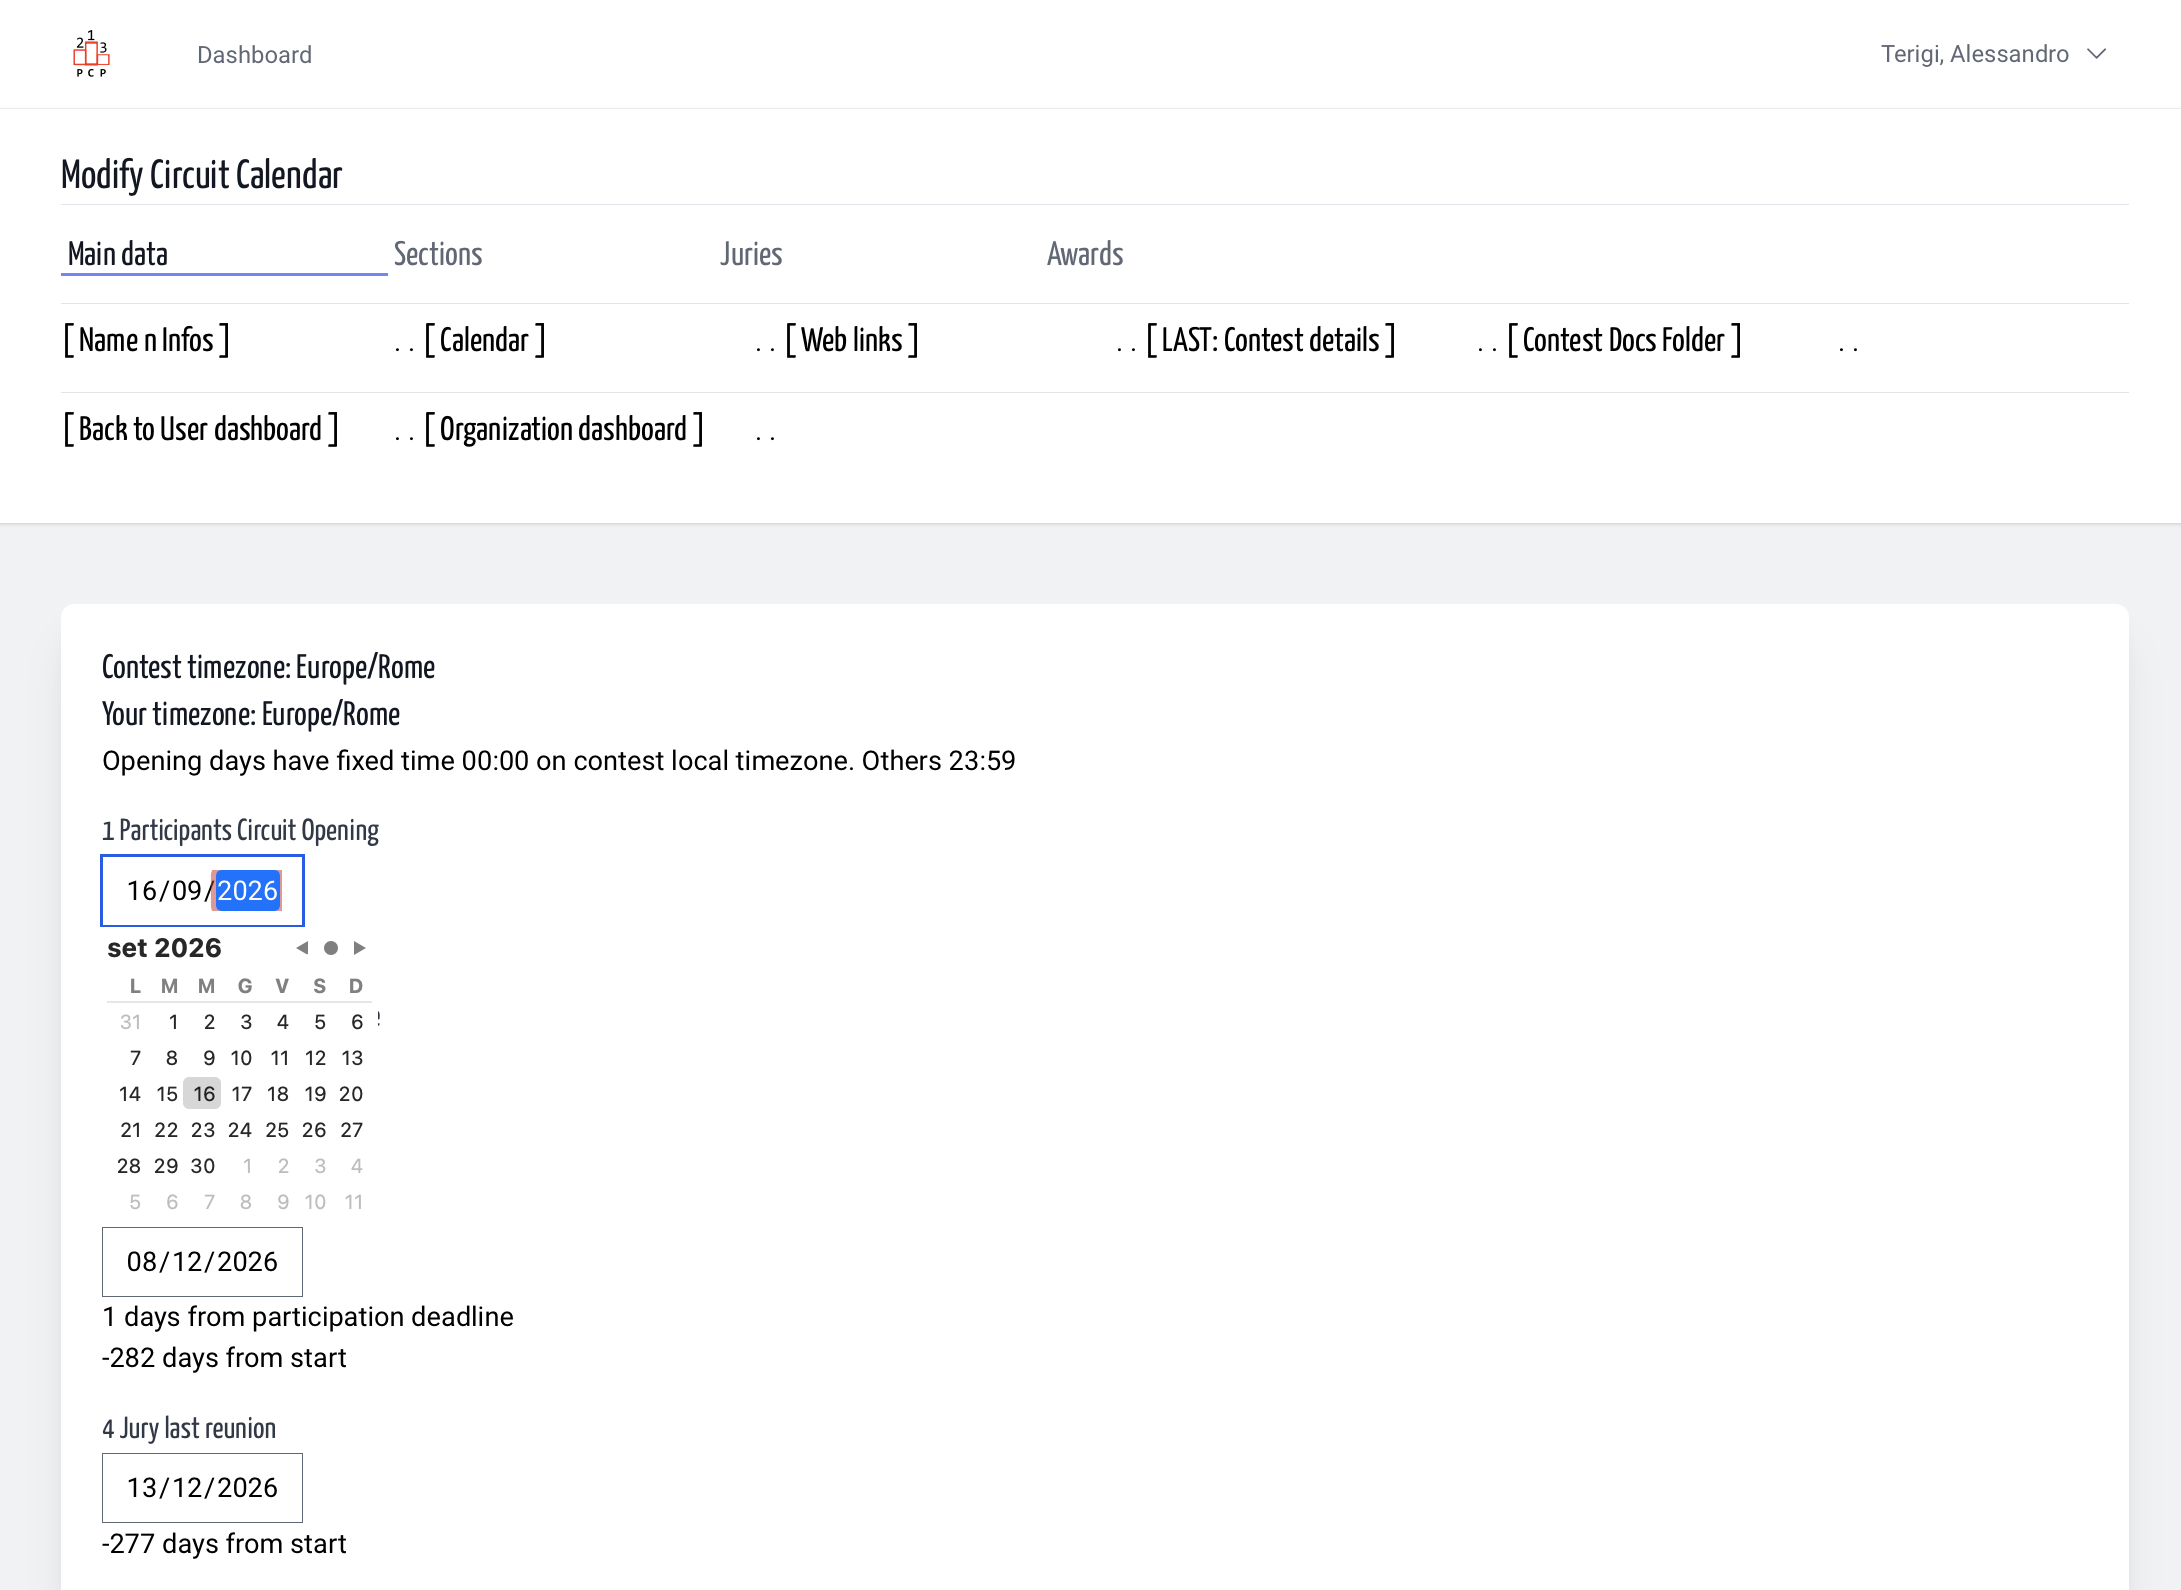 2 1 3
P C P
Dashboard
Terigi, Alessandro
Modify Circuit Calendar
Main data Sections Juries Awards
[ Name n Infos ] . . [ Calendar ] . . [ Web links ] . . [ LAST: Contest details ] . . [ Contest Docs Folder ] . .
[ Back to User dashboard ] . . [ Organization dashboard ] . .
Contest timezone: Europe/Rome
Your timezone: Europe/Rome
Opening days have fixed time 00:00 on contest local timezone. Others 23:59
1 Participants Circuit Opening
16/09/2026
set 2026
L M M G V S D
31 1 2 3 4 5 6
7 8 9 10 11 12 13
14 15 16 17 18 19 20
21 22 23 24 25 26 27
28 29 30 1 2 3 4
5 6 7 8 9 10 11
08/12/2026
1 days from participation deadline
-282 days from start
4 Jury last reunion
13/12/2026
-277 days from start